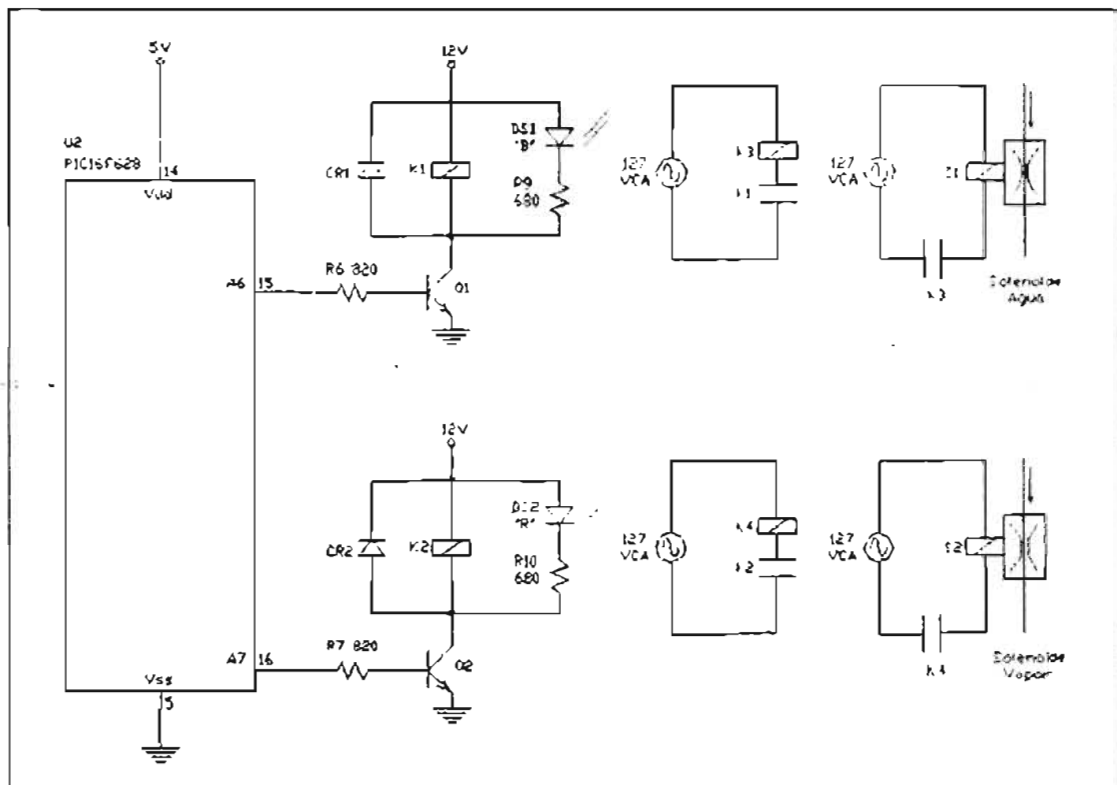 5V
U2
PIC16F628
14
Vdd
A6
15
R6 820
Q1
12V
CR1
K1
DS1
"B"
R9
680
127
VCA
K3
K1
127
VCA
K3
Solenoide
Agua
12V
CR2
K2
"R"
R10
680
A7
16
R7 820
Q2
Vss
5
127
VCA
K4
K2
127
VCA
K4
Solenoide
Vapor